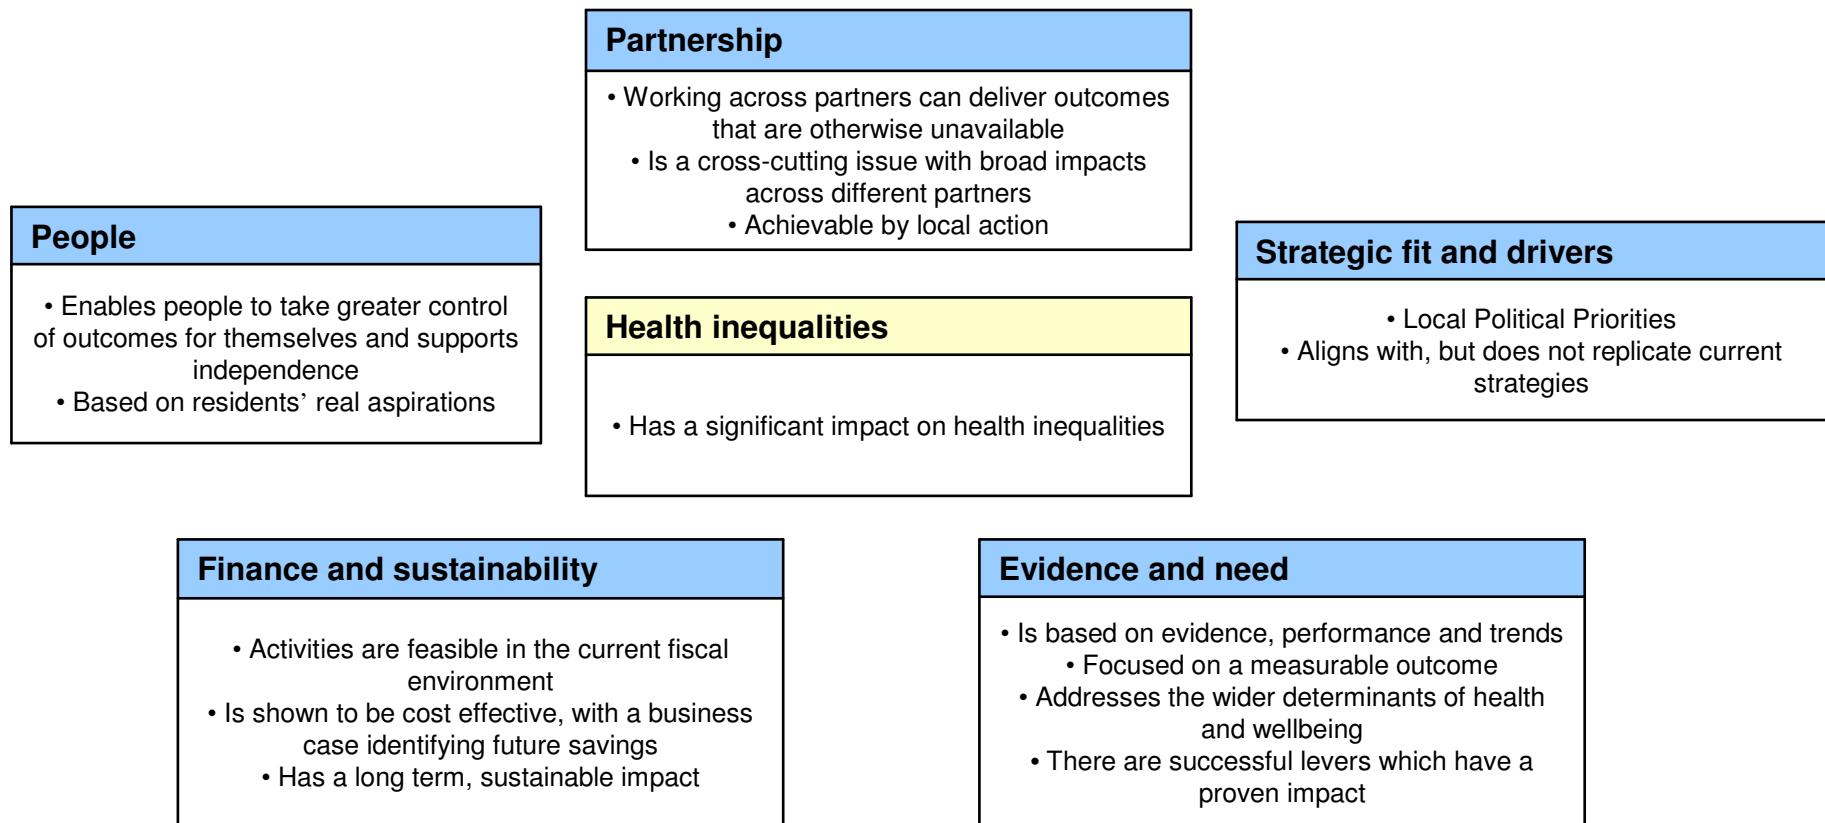 Partnership
• Working across partners can deliver outcomes
that are otherwise unavailable
• Is a cross-cutting issue with broad impacts
across different partners
• Achievable by local action
People
• Enables people to take greater control
of outcomes for themselves and supports
independence
• Based on residents’ real aspirations
Health inequalities
• Has a significant impact on health inequalities
Strategic fit and drivers
• Local Political Priorities
• Aligns with, but does not replicate current
strategies
Finance and sustainability
• Activities are feasible in the current fiscal
environment
• Is shown to be cost effective, with a business
case identifying future savings
• Has a long term, sustainable impact
Evidence and need
• Is based on evidence, performance and trends
• Focused on a measurable outcome
• Addresses the wider determinants of health
and wellbeing
• There are successful levers which have a
proven impact